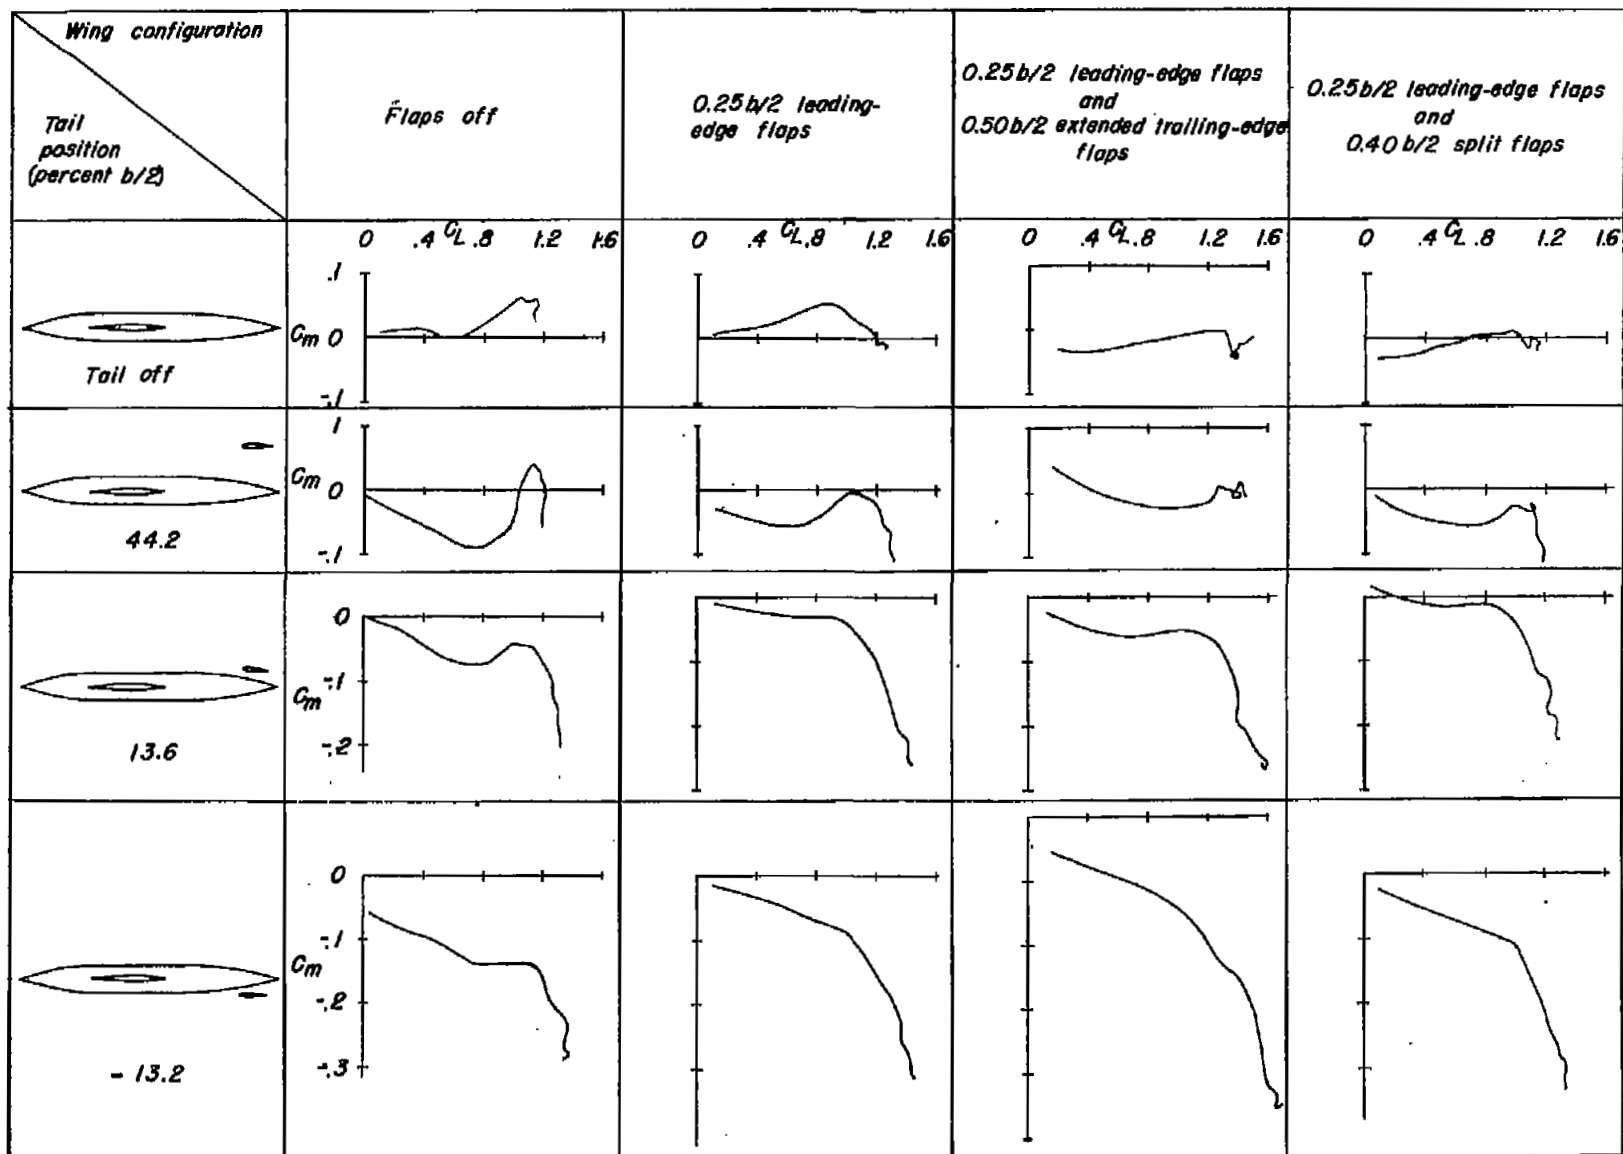 Wing configuration
Tail
position
(percent b/2)
Flaps off
0.25b/2 leading-
edge flaps
0.25b/2 leading-edge flaps
and
0.50b/2 extended trailing-edge
flaps
0.25b/2 leading-edge flaps
and
0.40b/2 split flaps
0 .4 CL .8 1.2 1.6
0 .4 CL .8 1.2 1.6
0 .4 CL .8 1.2 1.6
0 .4 CL .8 1.2 1.6
.1
Cm 0
-.1
Tail off
.1
Cm
0
-.1
44.2
0
-.1
Cm
-.2
13.6
0
-.1
Cm
-.2
-.3
- 13.2